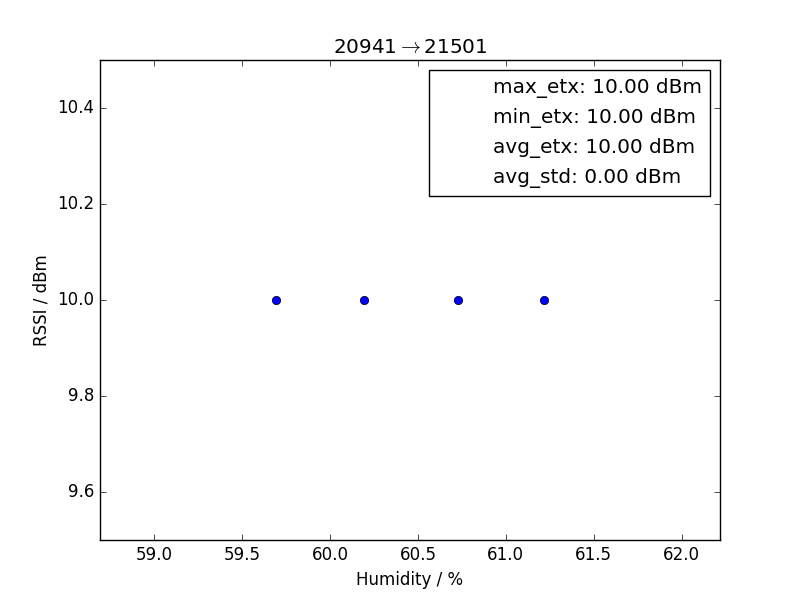 20941→21501
max_etx: 10.00 dBm
min_etx: 10.00 dBm
avg_etx: 10.00 dBm
avg_std: 0.00 dBm
10.4
10.2
10.0
9.8
9.6
RSSI / dBm
59.0 59.5 60.0 60.5 61.0 61.5 62.0
Humidity / %